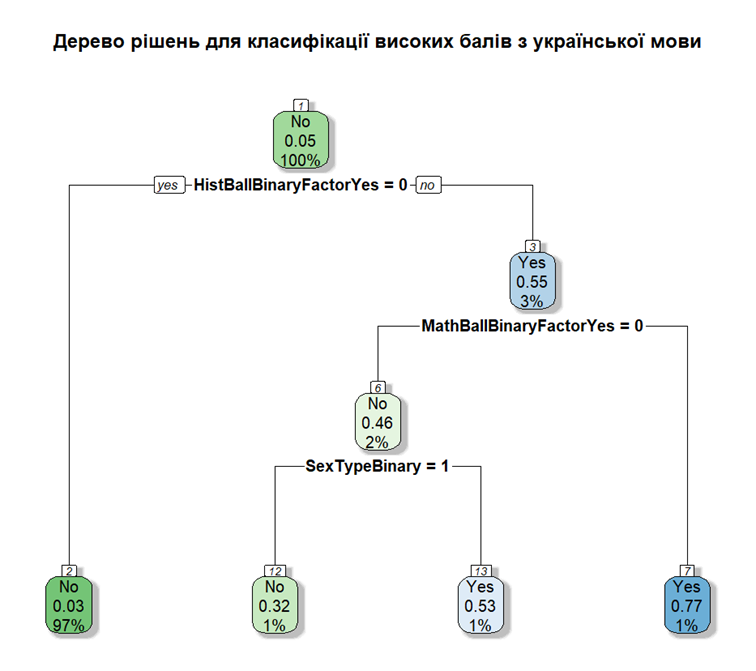 Дерево рішень для класифікації високих балів з української мови
1
No
0.05
100%
yes HistBallBinaryFactorYes = 0 no
3
Yes
0.55
3%
MathBallBinaryFactorYes = 0
6
No
0.46
2%
SexTypeBinary = 1
2
No
0.03
97%
12
No
0.32
1%
13
Yes
0.53
1%
7
Yes
0.77
1%